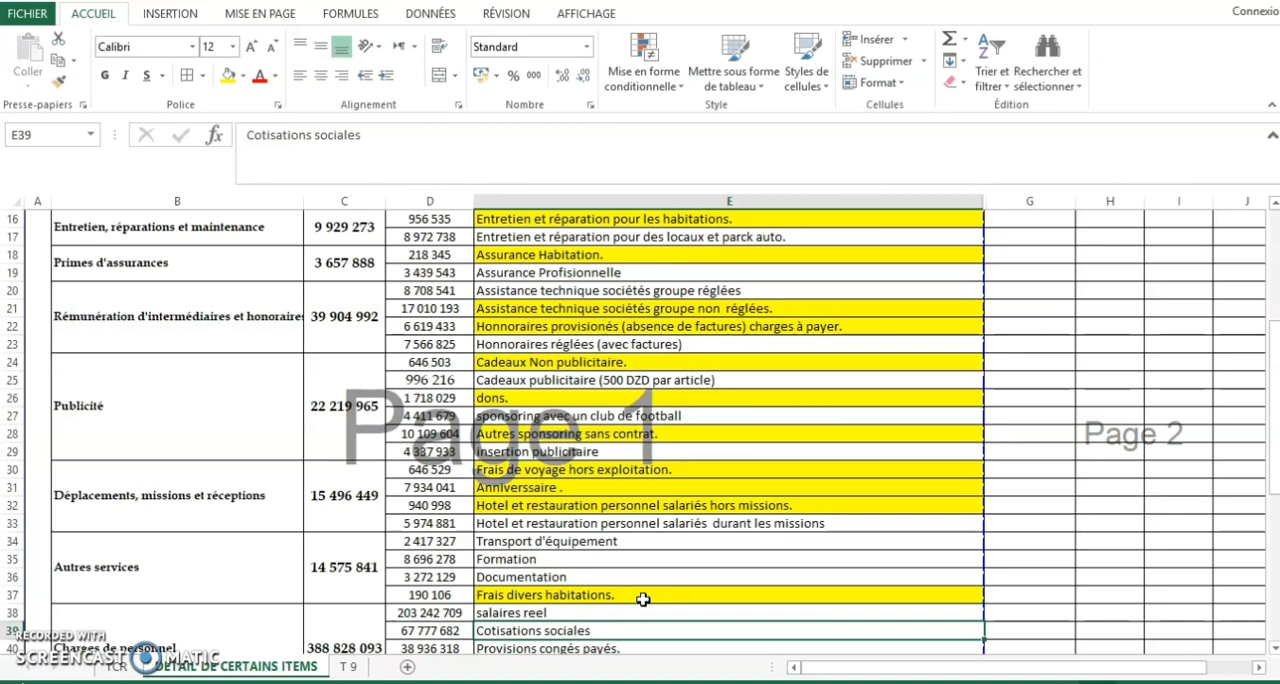 FICHIER ACCUEIL INSERTION MISE EN PAGE FORMULES DONNÉES RÉVISION AFFICHAGE Connexio
Coller
Calibri 12
G I S
Standard
% 000
Mise en forme conditionnelle
Mettre sous forme de tableau
Styles de cellules
Insérer
Supprimer
Format
Trier et filtrer
Rechercher et sélectionner
Presse-papiers Police Alignement Nombre Style Cellules Édition
E39 fx Cotisations sociales
A B C D E G H I J
16 Entretien, réparations et maintenance 9 929 273 956 535 Entretien et réparation pour les habitations.
17 8 972 738 Entretien et réparation pour des locaux et parck auto.
18 Primes d'assurances 3 657 888 218 345 Assurance Habitation.
19 3 439 543 Assurance Profisionnelle
20 8 708 541 Assistance technique sociétés groupe réglées
21 Rémunération d'intermédiaires et honoraires 39 904 992 17 010 193 Assistance technique sociétés groupe non réglées.
22 6 619 433 Honnoraires provisionés (absence de factures) charges à payer.
23 7 566 825 Honnoraires réglées (avec factures)
24 646 503 Cadeaux Non publicitaire.
25 996 216 Cadeaux publicitaire (500 DZD par article)
26 Publicité 22 219 965 1 718 029 dons.
27 4 411 679 sponsoring avec un club de football
28 10 109 604 Autres sponsoring sans contrat.
29 4 337 933 insertion publicitaire
Page 1
Page 2
30 646 529 Frais de voyage hors exploitation.
31 Déplacements, missions et réceptions 15 496 449 7 934 041 Anniverssaire .
32 940 998 Hotel et restauration personnel salariés hors missions.
33 5 974 881 Hotel et restauration personnel salariés durant les missions
34 2 417 327 Transport d'équipement
35 Autres services 14 575 841 8 696 278 Formation
36 3 272 129 Documentation
37 190 106 Frais divers habitations.
38 203 242 709 salaires reel
39 67 777 682 Cotisations sociales
40 Charges de personnel 388 828 093 38 936 318 Provisions congés payés.
RECORDED WITH
SCREENCAST MATIC
TCR DETAIL DE CERTAINS ITEMS T 9